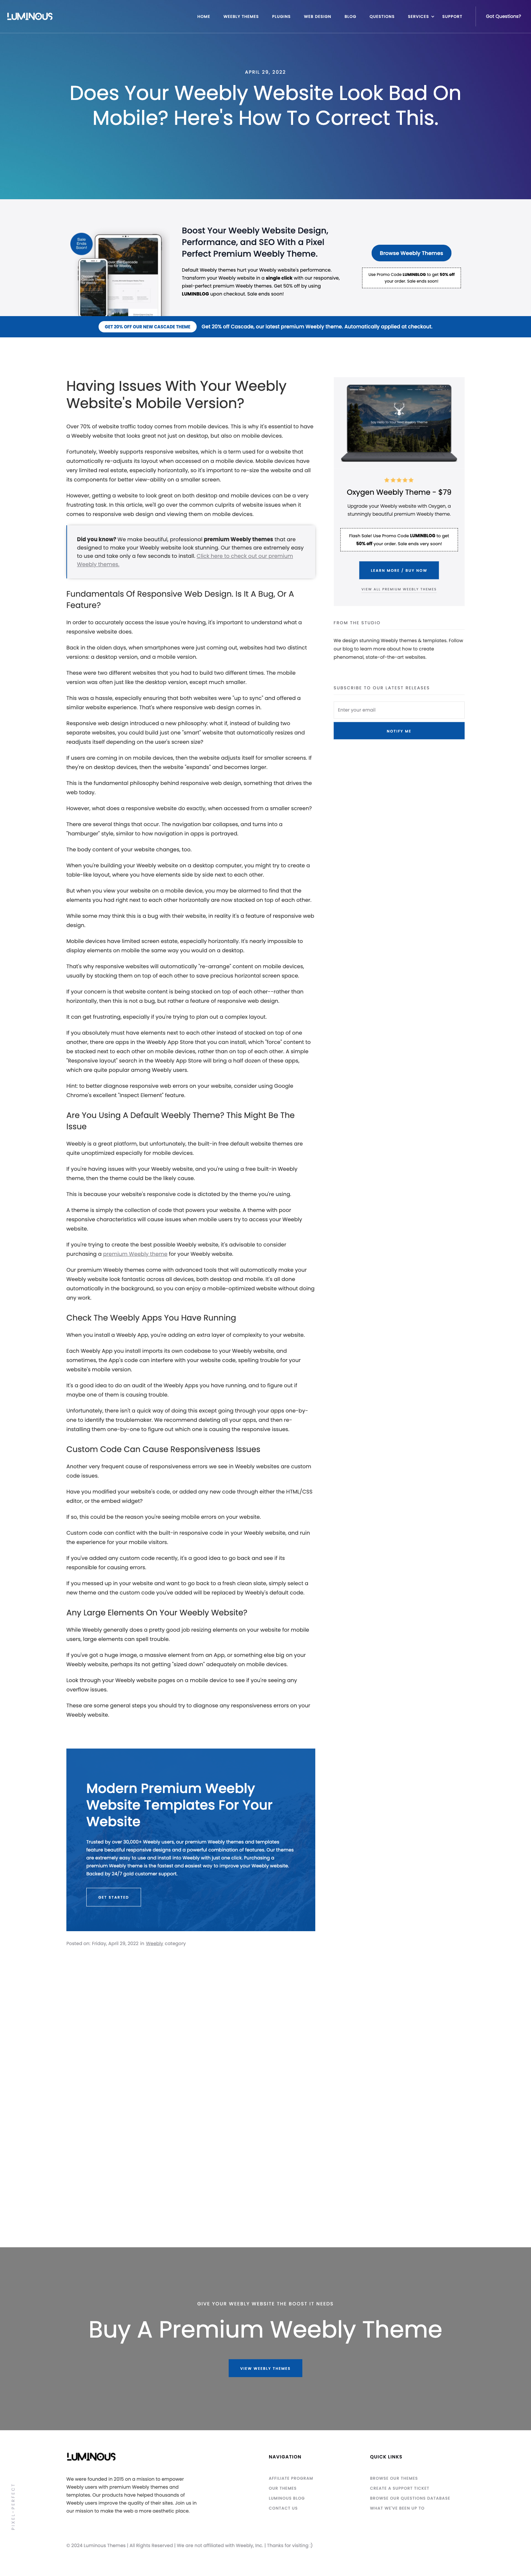 LUMINOUS
HOME WEEBLY THEMES PLUGINS WEB DESIGN BLOG QUESTIONS SERVICES SUPPORT Got Questions?
APRIL 29, 2022
Does Your Weebly Website Look Bad On
Mobile? Here's How To Correct This.
Sale
Ends
Soon!
Boost Your Weebly Website Design,
Performance, and SEO With a Pixel
Perfect Premium Weebly Theme.
Default Weebly themes hurt your Weebly website's performance.
Transform your Weebly website in a single click with our responsive,
pixel-perfect premium Weebly themes. Get 50% off by using
LUMINBLOG upon checkout. Sale ends soon!
Browse Weebly Themes
Use Promo Code LUMINBLOG to get 50% off
your order. Sale ends soon!
GET 20% OFF OUR NEW CASCADE THEME Get 20% off Cascade, our latest premium Weebly theme. Automatically applied at checkout.
Having Issues With Your Weebly
Website's Mobile Version?
Over 70% of website traffic today comes from mobile devices. This is why it's essential to have
a Weebly website that looks great not just on desktop, but also on mobile devices.
Fortunately, Weebly supports responsive websites, which is a term used for a website that
automatically re-adjusts its layout when accessed on a mobile device. Mobile devices have
very limited real estate, especially horizontally, so it's important to re-size the website and all
its components for better view-ability on a smaller screen.
However, getting a website to look great on both desktop and mobile devices can be a very
frustrating task. In this article, we'll go over the most common culprits of issues when it
comes to responsive web design and viewing them on mobile devices.
Did you know? We make beautiful, professional premium Weebly themes that are
designed to make your Weebly website look stunning. Our themes are extremely easy
to use and take only a few seconds to install. Click here to check out our premium
Weebly themes.
Fundamentals Of Responsive Web Design. Is It A Bug, Or A
Feature?
In order to accurately access the issue you're having, it's important to understand what a
responsive website does.
Back in the olden days, when smartphones were just coming out, websites had two distinct
versions: a desktop version, and a mobile version.
These were two different websites that you had to build two different times. The mobile
version was often just like the desktop version, except much smaller.
This was a hassle, especially ensuring that both websites were "up to sync" and offered a
similar website experience. That's where responsive web design comes in.
Responsive web design introduced a new philosophy: what if, instead of building two
separate websites, you could build just one "smart" website that automatically resizes and
readjusts itself depending on the user's screen size?
If users are coming in on mobile devices, then the website adjusts itself for smaller screens. If
they're on desktop devices, then the website "expands" and becomes larger.
This is the fundamental philosophy behind responsive web design, something that drives the
web today.
However, what does a responsive website do exactly, when accessed from a smaller screen?
There are several things that occur. The navigation bar collapses, and turns into a
"hamburger" style, similar to how navigation in apps is portrayed.
The body content of your website changes, too.
When you're building your Weebly website on a desktop computer, you might try to create a
table-like layout, where you have elements side by side next to each other.
But when you view your website on a mobile device, you may be alarmed to find that the
elements you had right next to each other horizontally are now stacked on top of each other.
While some may think this is a bug with their website, in reality it's a feature of responsive web
design.
Mobile devices have limited screen estate, especially horizontally. It's nearly impossible to
display elements on mobile the same way you would on a desktop.
That's why responsive websites will automatically "re-arrange" content on mobile devices,
usually by stacking them on top of each other to save precious horizontal screen space.
If your concern is that website content is being stacked on top of each other--rather than
horizontally, then this is not a bug, but rather a feature of responsive web design.
It can get frustrating, especially if you're trying to plan out a complex layout.
If you absolutely must have elements next to each other instead of stacked on top of one
another, there are apps in the Weebly App Store that you can install, which "force" content to
be stacked next to each other on mobile devices, rather than on top of each other. A simple
"Responsive layout" search in the Weebly App Store will bring a half dozen of these apps,
which are quite popular among Weebly users.
Hint: to better diagnose responsive web errors on your website, consider using Google
Chrome's excellent "Inspect Element" feature.
Are You Using A Default Weebly Theme? This Might Be The
Issue
Weebly is a great platform, but unfortunately, the built-in free default website themes are
quite unoptimized especially for mobile devices.
If you're having issues with your Weebly website, and you're using a free built-in Weebly
theme, then the theme could be the likely cause.
This is because your website's responsive code is dictated by the theme you're using.
A theme is simply the collection of code that powers your website. A theme with poor
responsive characteristics will cause issues when mobile users try to access your Weebly
website.
If you're trying to create the best possible Weebly website, it's advisable to consider
purchasing a premium Weebly theme for your Weebly website.
Our premium Weebly themes come with advanced tools that will automatically make your
Weebly website look fantastic across all devices, both desktop and mobile. It's all done
automatically in the background, so you can enjoy a mobile-optimized website without doing
any work.
Check The Weebly Apps You Have Running
When you install a Weebly App, you're adding an extra layer of complexity to your website.
Each Weebly App you install imports its own codebase to your Weebly website, and
sometimes, the App's code can interfere with your website code, spelling trouble for your
website's mobile version.
It's a good idea to do an audit of the Weebly Apps you have running, and to figure out if
maybe one of them is causing trouble.
Unfortunately, there isn't a quick way of doing this except going through your apps one-by-
one to identify the troublemaker. We recommend deleting all your apps, and then re-
installing them one-by-one to figure out which one is causing the responsive issues.
Custom Code Can Cause Responsiveness Issues
Another very frequent cause of responsiveness errors we see in Weebly websites are custom
code issues.
Have you modified your website's code, or added any new code through either the HTML/CSS
editor, or the embed widget?
If so, this could be the reason you're seeing mobile errors on your website.
Custom code can conflict with the built-in responsive code in your Weebly website, and ruin
the experience for your mobile visitors.
If you've added any custom code recently, it's a good idea to go back and see if its
responsible for causing errors.
If you messed up in your website and want to go back to a fresh clean slate, simply select a
new theme and the custom code you've added will be replaced by Weebly's default code.
Any Large Elements On Your Weebly Website?
While Weebly generally does a pretty good job resizing elements on your website for mobile
users, large elements can spell trouble.
If you've got a huge image, a massive element from an App, or something else big on your
Weebly website, perhaps its not getting "sized down" adequately on mobile devices.
Look through your Weebly website pages on a mobile device to see if you're seeing any
overflow issues.
These are some general steps you should try to diagnose any responsiveness errors on your
Weebly website.
Modern Premium Weebly
Website Templates For Your
Website
Trusted by over 30,000+ Weebly users, our premium Weebly themes and templates
feature beautiful responsive designs and a powerful combination of features. Our themes
are extremely easy to use and install into Weebly with just one click. Purchasing a
premium Weebly theme is the fastest and easiest way to improve your Weebly website.
Backed by 24/7 gold customer support.
GET STARTED
Posted on: Friday, April 29, 2022 in Weebly category
Oxygen Weebly Theme - $79
Upgrade your Weebly website with Oxygen, a
stunningly beautiful premium Weebly theme.
Flash Sale! Use Promo Code LUMINBLOG to get
50% off your order. Sale ends very soon!
LEARN MORE / BUY NOW
VIEW ALL PREMIUM WEEBLY THEMES
FROM THE STUDIO
We design stunning Weebly themes & templates. Follow
our blog to learn more about how to create
phenomenal, state-of-the-art websites.
SUBSCRIBE TO OUR LATEST RELEASES
Enter your email
NOTIFY ME
GIVE YOUR WEEBLY WEBSITE THE BOOST IT NEEDS
Buy A Premium Weebly Theme
VIEW WEEBLY THEMES
LUMINOUS
We were founded in 2015 on a mission to empower
Weebly users with premium Weebly themes and
templates. Our products have helped thousands of
Weebly users improve the quality of their sites. Join us in
our mission to make the web a more aesthetic place.
NAVIGATION
AFFILIATE PROGRAM
OUR THEMES
LUMINOUS BLOG
CONTACT US
QUICK LINKS
BROWSE OUR THEMES
CREATE A SUPPORT TICKET
BROWSE OUR QUESTIONS DATABASE
WHAT WE'VE BEEN UP TO
PIXEL-PERFECT
© 2024 Luminous Themes | All Rights Reserved | We are not affiliated with Weebly, Inc. | Thanks for visiting :)